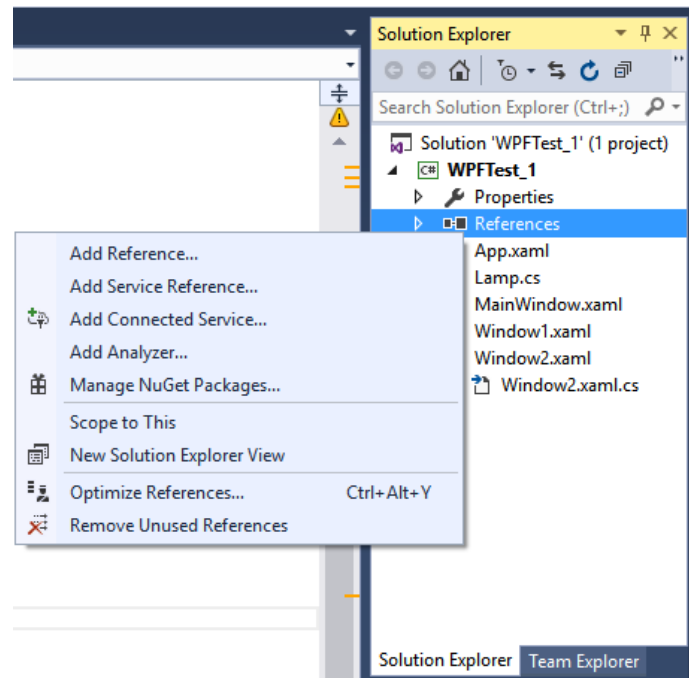 Solution Explorer
Search Solution Explorer (Ctrl+;)
Solution 'WPFTest_1' (1 project)
C# WPFTest_1
Properties
References
App.xaml
Lamp.cs
MainWindow.xaml
Window1.xaml
Window2.xaml
Window2.xaml.cs
Add Reference...
Add Service Reference...
Add Connected Service...
Add Analyzer...
Manage NuGet Packages...
Scope to This
New Solution Explorer View
Optimize References... Ctrl+Alt+Y
Remove Unused References
Solution Explorer Team Explorer